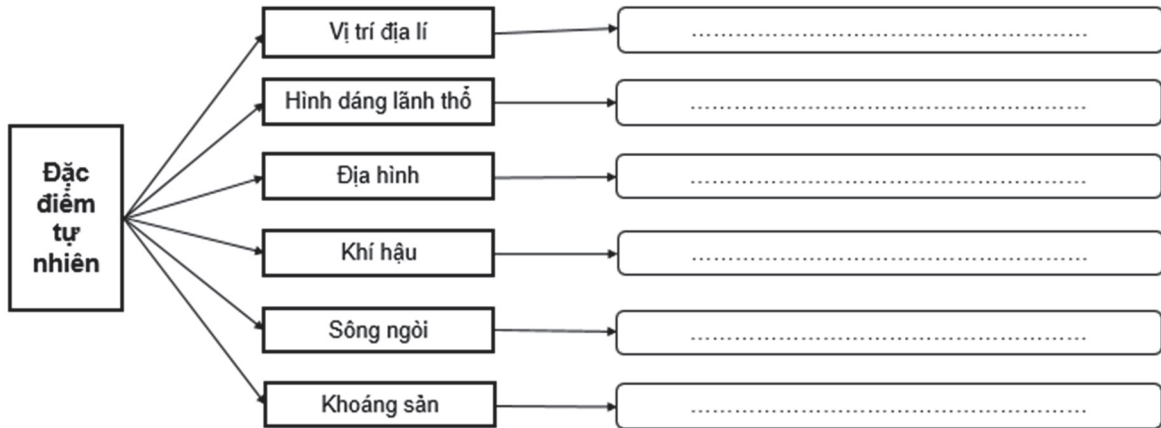 Đặc
điểm
tự
nhiên
Vị trí địa lí
.......................................................
Hình dáng lãnh thổ
.......................................................
Địa hình
.......................................................
Khí hậu
.......................................................
Sông ngòi
.......................................................
Khoáng sản
.......................................................